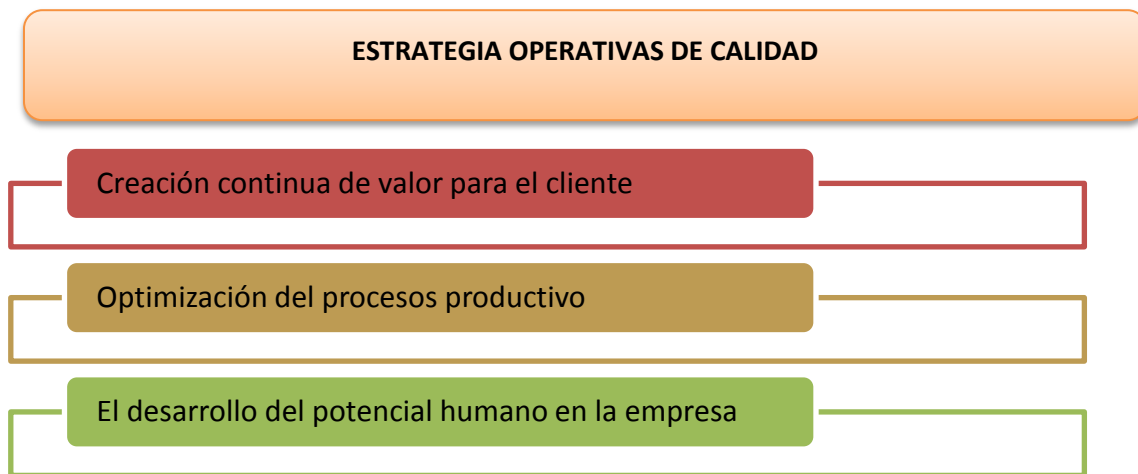 ESTRATEGIA OPERATIVAS DE CALIDAD
Creación continua de valor para el cliente
Optimización del procesos productivo
El desarrollo del potencial humano en la empresa